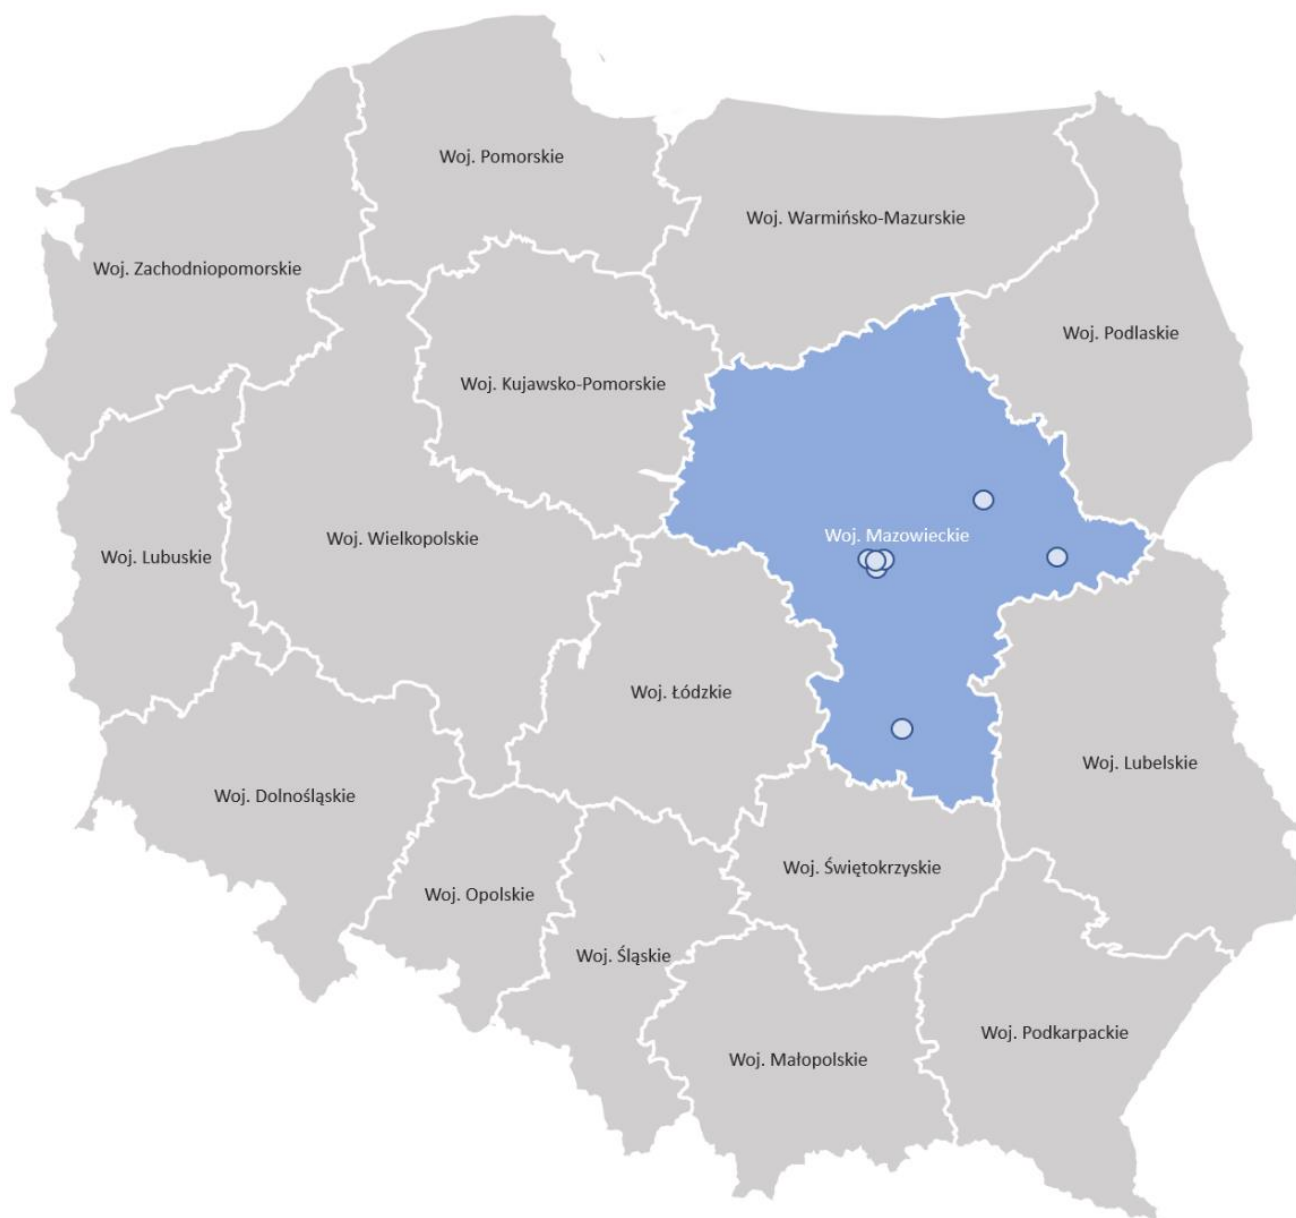 Woj. Pomorskie
Woj. Warmińsko-Mazurskie
Woj. Zachodniopomorskie
Woj. Podlaskie
Woj. Kujawsko-Pomorskie
Woj. Mazowieckie
Woj. Wielkopolskie
Woj. Lubuskie
Woj. Łódzkie
Woj. Lubelskie
Woj. Dolnośląskie
Woj. Świętokrzyskie
Woj. Opolskie
Woj. Śląskie
Woj. Podkarpackie
Woj. Małopolskie